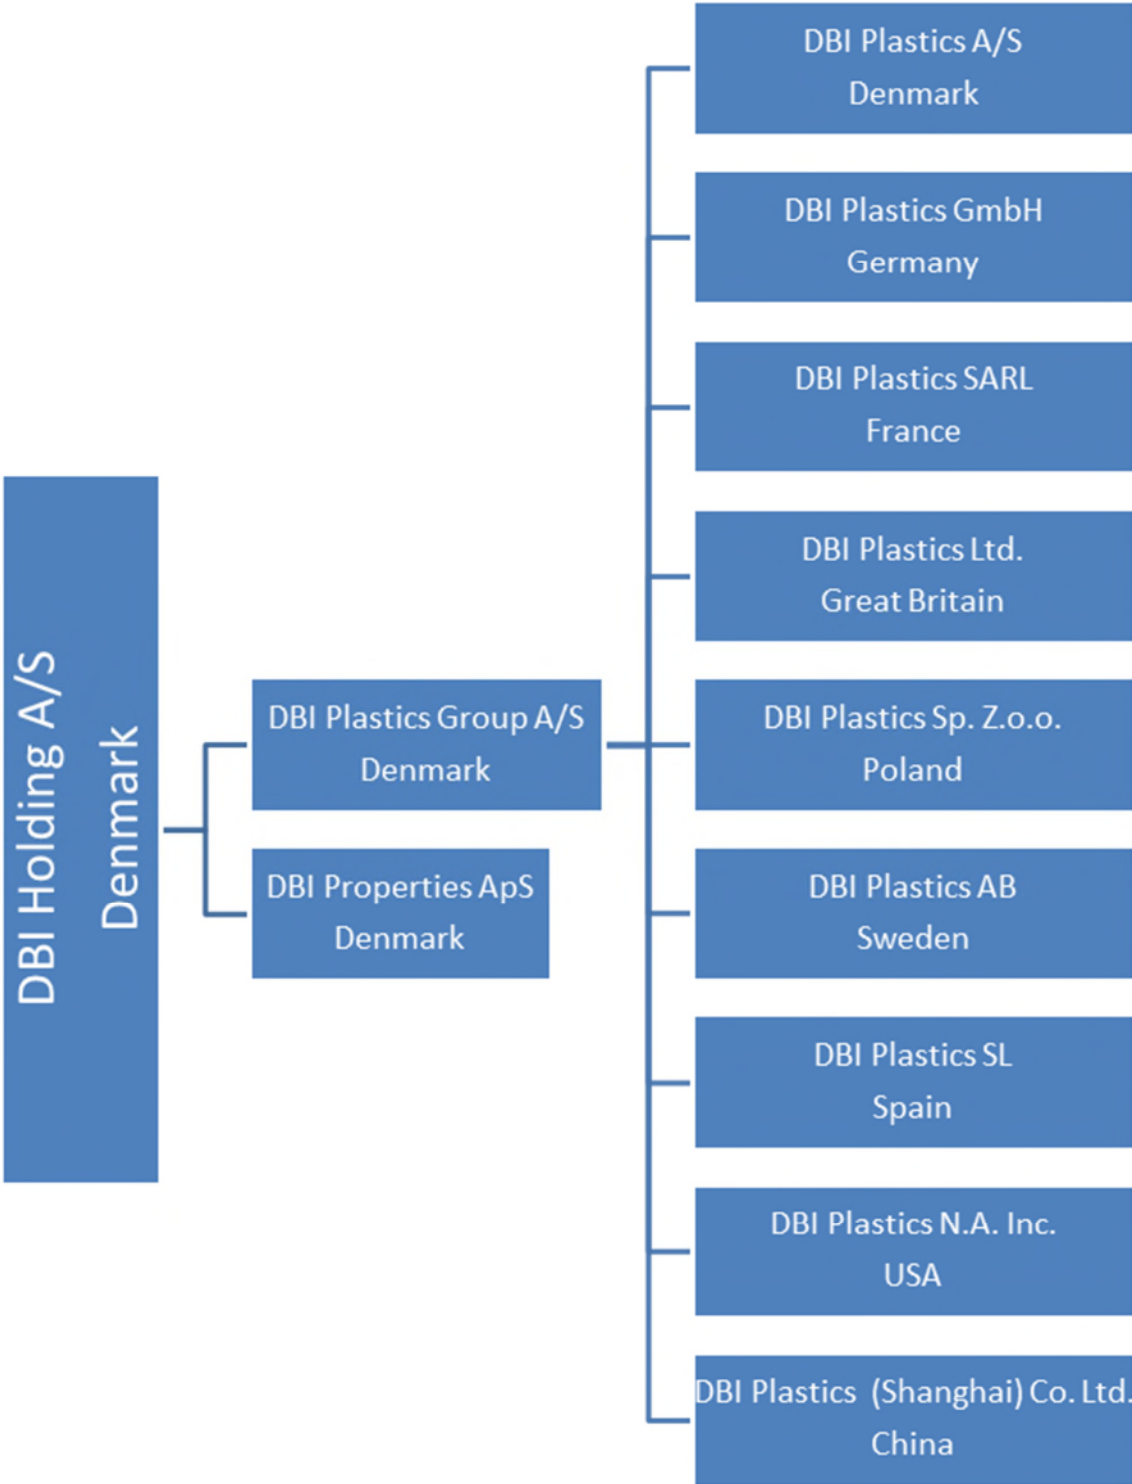 DBI Holding A/S
Denmark
DBI Plastics Group A/S
Denmark
DBI Properties ApS
Denmark
DBI Plastics A/S
Denmark
DBI Plastics GmbH
Germany
DBI Plastics SARL
France
DBI Plastics Ltd.
Great Britain
DBI Plastics Sp. Z.o.o.
Poland
DBI Plastics AB
Sweden
DBI Plastics SL
Spain
DBI Plastics N.A. Inc.
USA
DBI Plastics (Shanghai) Co. Ltd.
China